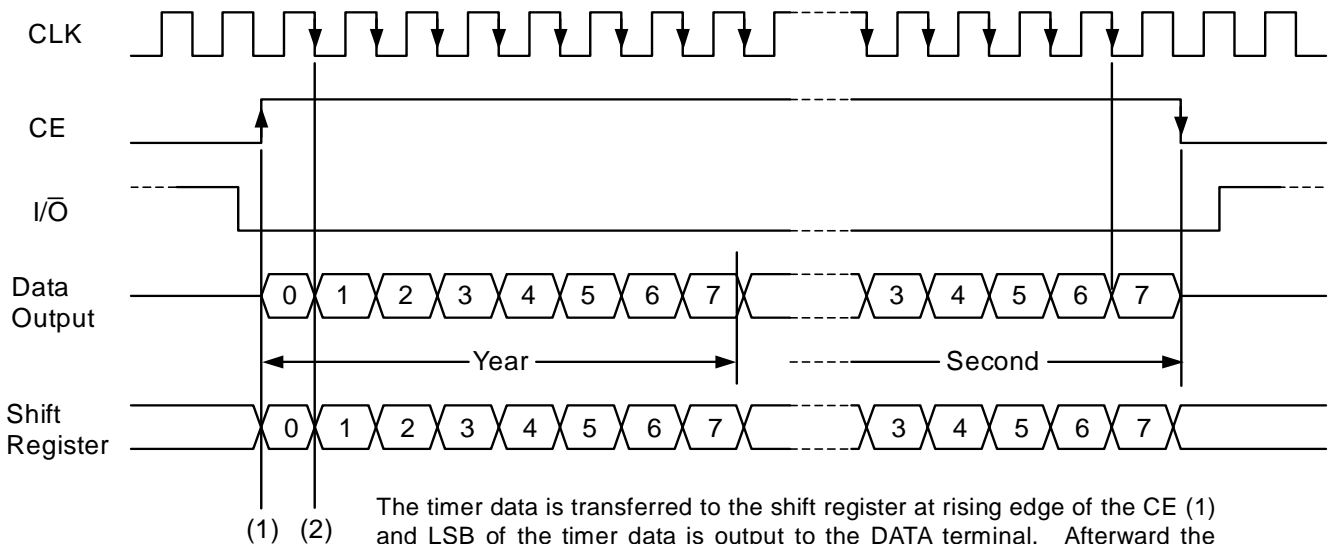 CLK
CE
I/O̅
Data
Output
0 1 2 3 4 5 6 7 3 4 5 6 7
Year Second
Shift
Register
0 1 2 3 4 5 6 7 3 4 5 6 7
(1) (2)
The timer data is transferred to the shift register at rising edge of the CE (1)
and LSB of the timer data is output to the DATA terminal. Afterward the